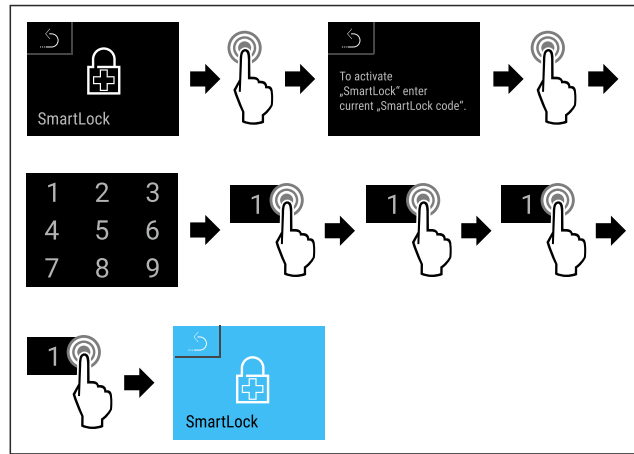 SmartLock
To activate
„SmartLock" enter
current „SmartLock code".
1 2 3
4 5 6
7 8 9
1
1
1
1
SmartLock